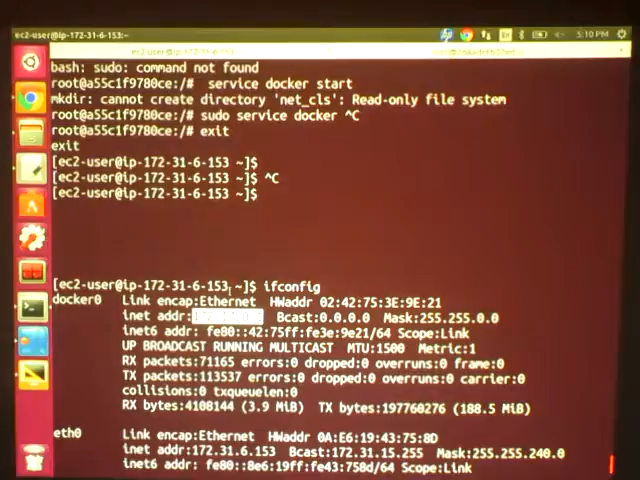 ec2-user@ip-172-31-6-153:~
5:10 PM
bash: sudo: command not found
root@a55c1f9780ce:/#  service docker start
mkdir: cannot create directory 'net_cls': Read-only file system
root@a55c1f9780ce:/# sudo service docker ^C
root@a55c1f9780ce:/# exit
exit
[ec2-user@ip-172-31-6-153 ~]$
[ec2-user@ip-172-31-6-153 ~]$ ^C
[ec2-user@ip-172-31-6-153 ~]$
[ec2-user@ip-172-31-6-153 ~]$ ifconfig
docker0   Link encap:Ethernet  HWaddr 02:42:75:3E:9E:21
inet addr: Bcast:0.0.0.0  Mask:255.255.0.0
inet6 addr: fe80::42:75ff:fe3e:9e21/64 Scope:Link
UP BROADCAST RUNNING MULTICAST  MTU:1500  Metric:1
RX packets:71165 errors:0 dropped:0 overruns:0 frame:0
TX packets:113537 errors:0 dropped:0 overruns:0 carrier:0
collisions:0 txqueuelen:0
RX bytes:4108144 (3.9 MiB)  TX bytes:197760276 (188.5 MiB)
eth0      Link encap:Ethernet  HWaddr 0A:E6:19:43:75:8D
inet addr:172.31.6.153  Bcast:172.31.15.255  Mask:255.255.240.0
inet6 addr: fe80::8e6:19ff:fe43:758d/64 Scope:Link